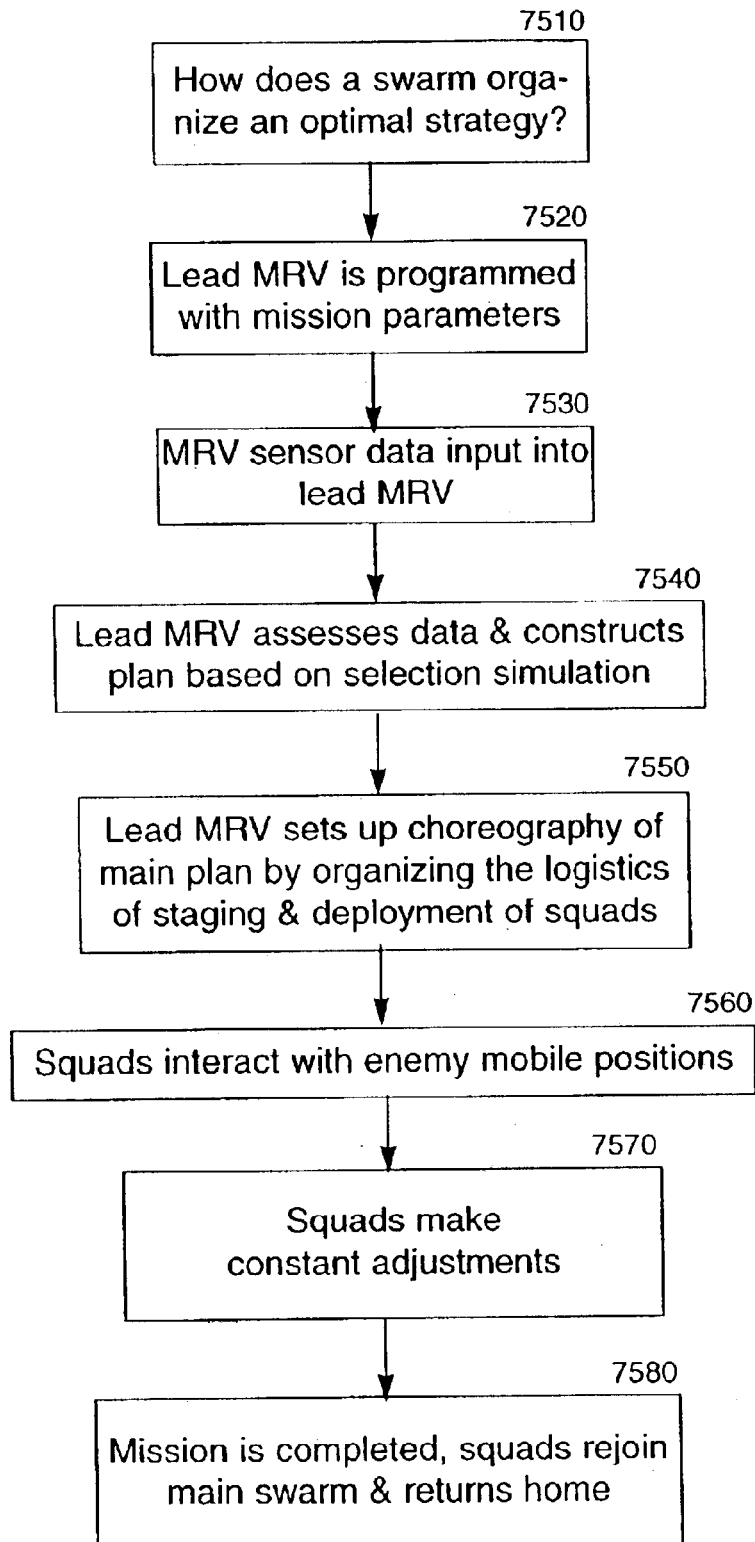 7510
How does a swarm orga-
nize an optimal strategy?
7520
Lead MRV is programmed
with mission parameters
7530
MRV sensor data input into
lead MRV
7540
Lead MRV assesses data & constructs
plan based on selection simulation
7550
Lead MRV sets up choreography of
main plan by organizing the logistics
of staging & deployment of squads
7560
Squads interact with enemy mobile positions
7570
Squads make
constant adjustments
7580
Mission is completed, squads rejoin
main swarm & returns home